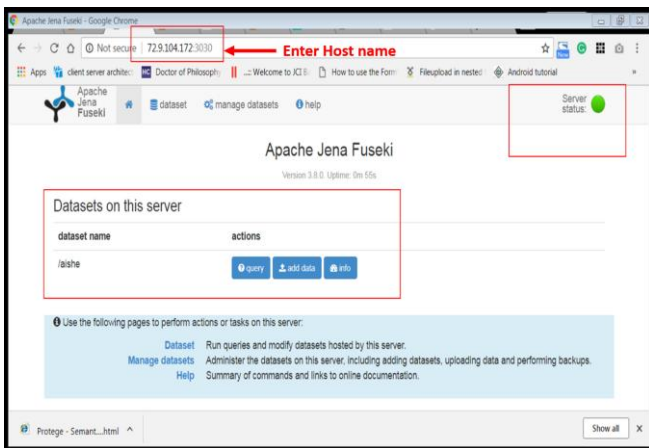 Apache Jena Fuseki - Google Chrome
Not secure | 72.9.104.172:3030
Enter Host name
Apps client server architect Doctor of Philosophy ..:: Welcome to JCI E How to use the Form Fileupload in nested Android tutorial »
Apache Jena Fuseki
dataset manage datasets help
Server status:
Apache Jena Fuseki
Version 3.8.0. Uptime: 0m 55s
Datasets on this server
dataset name actions
/aishe query add data info
Use the following pages to perform actions or tasks on this server:
Dataset Run queries and modify datasets hosted by this server.
Manage datasets Administer the datasets on this server, including adding datasets, uploading data and performing backups.
Help Summary of commands and links to online documentation.
Protege - Semant....html Show all X